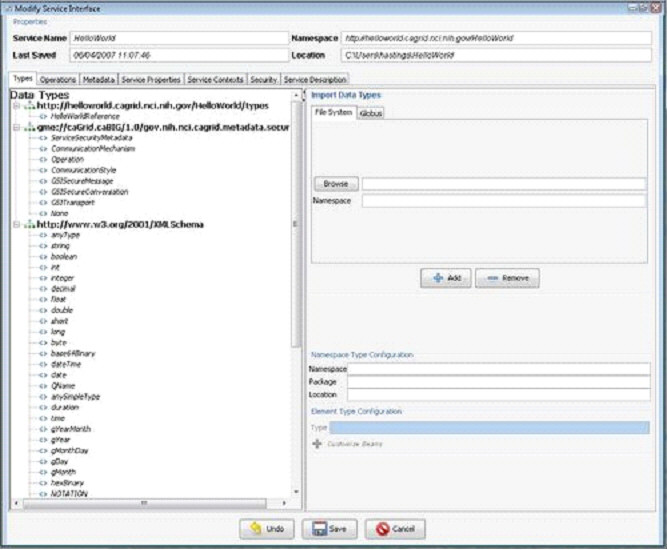 Modify Service Interface
Properties
Service Name HelloWorld
Namespace http://helloworld.cagrid.nci.nih.gov/HelloWorld
Last Saved 06/04/2007 11:07:46
Location C:\Users\hastings\HelloWorld
Types Operations Metadata Service Properties Service Contexts Security Service Description
Data Types
http://helloworld.cagrid.nci.nih.gov/HelloWorld/types
HelloWorldReference
gme://caGrid.caBIG/1.0/gov.nih.nci.cagrid.metadata.secur
ServiceSecurityMetadata
CommunicationMechanism
Operation
CommunicationStyle
GSISecureMessage
GSISecureConversation
GSITransport
None
http://www.w3.org/2001/XMLSchema
anyType
string
boolean
int
integer
decimal
float
double
short
long
byte
base64Binary
dateTime
date
QName
anySimpleType
duration
time
gYearMonth
gYear
gMonthDay
gDay
gMonth
hexBinary
NOTATION
Import Data Types
File System Globus
Browse
Namespace
Add Remove
Namespace Type Configuration
Namespace
Package
Location
Element Type Configuration
Type
Customize Beans
Undo Save Cancel